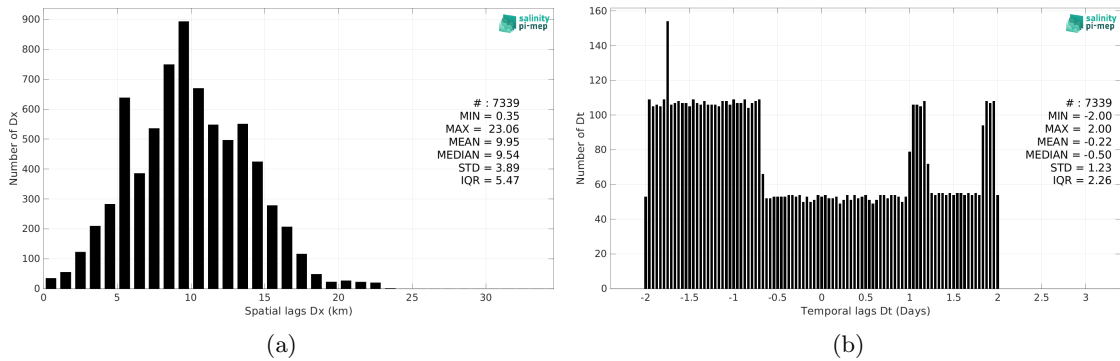 salinity
pi-mep
900
800
700
600
500
400
300
200
100
0
Number of Dx
# : 7339
MIN = 0.35
MAX = 23.06
MEAN = 9.95
MEDIAN = 9.54
STD = 3.89
IQR = 5.47
0 5 10 15 20 25 30
Spatial lags Dx (km)
(a)
salinity
pi-mep
160
140
120
100
80
60
40
20
0
Number of Dt
# : 7339
MIN = -2.00
MAX = 2.00
MEAN = -0.22
MEDIAN = -0.50
STD = 1.23
IQR = 2.26
-2 -1.5 -1 -0.5 0 0.5 1 1.5 2 2.5 3
Temporal lags Dt (Days)
(b)